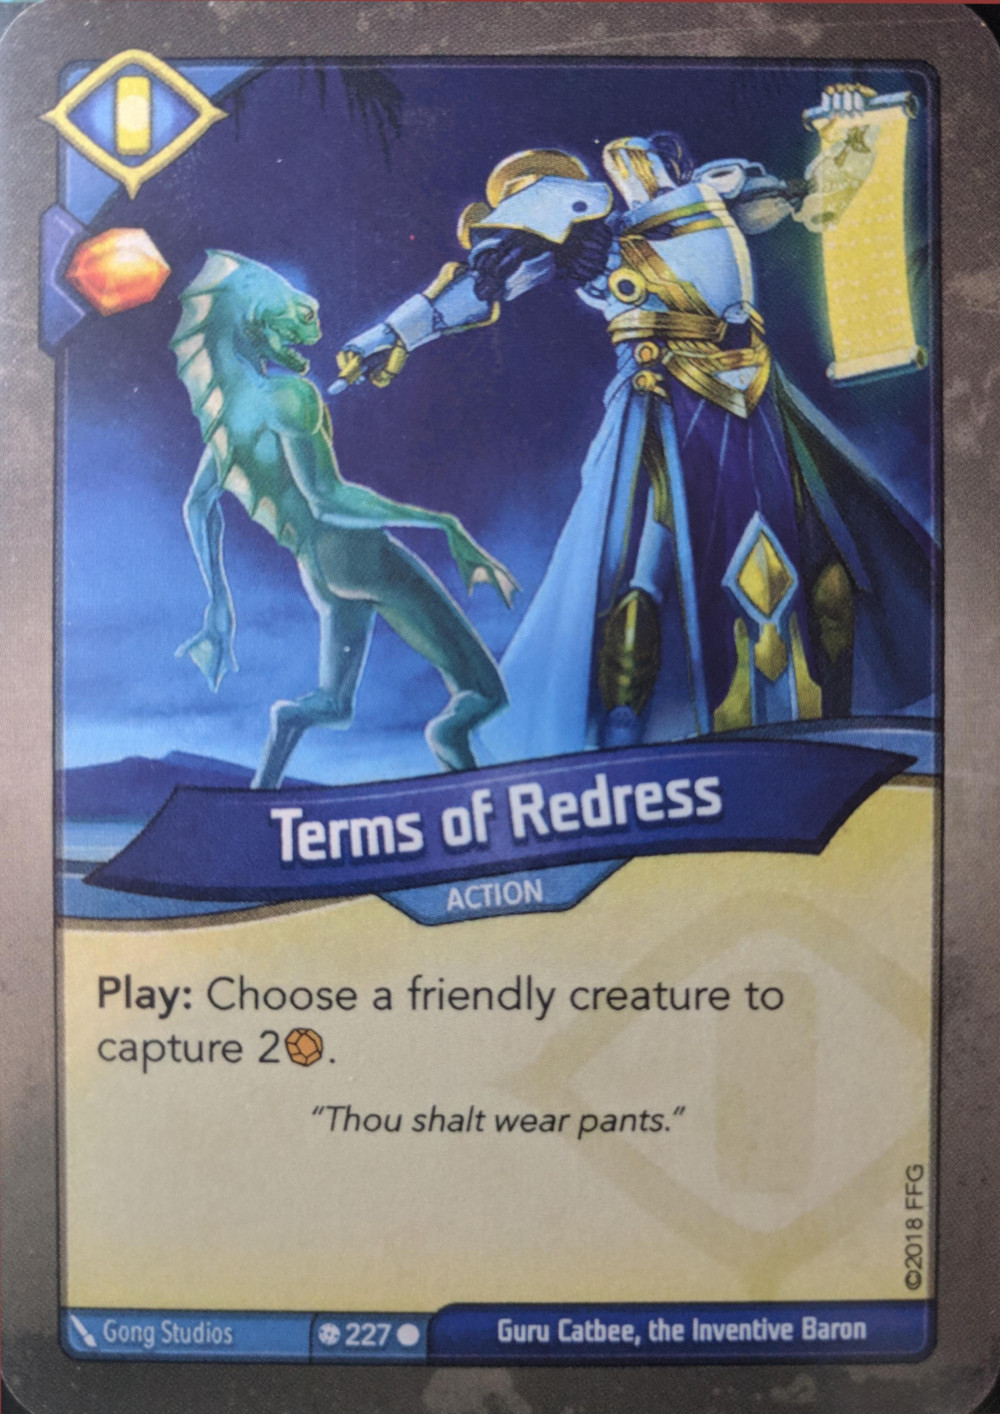 Terms of Redress
ACTION
Play: Choose a friendly creature to
capture 2.
“Thou shalt wear pants.”
©2018 FFG
Gong Studios
227
Guru Catbee, the Inventive Baron